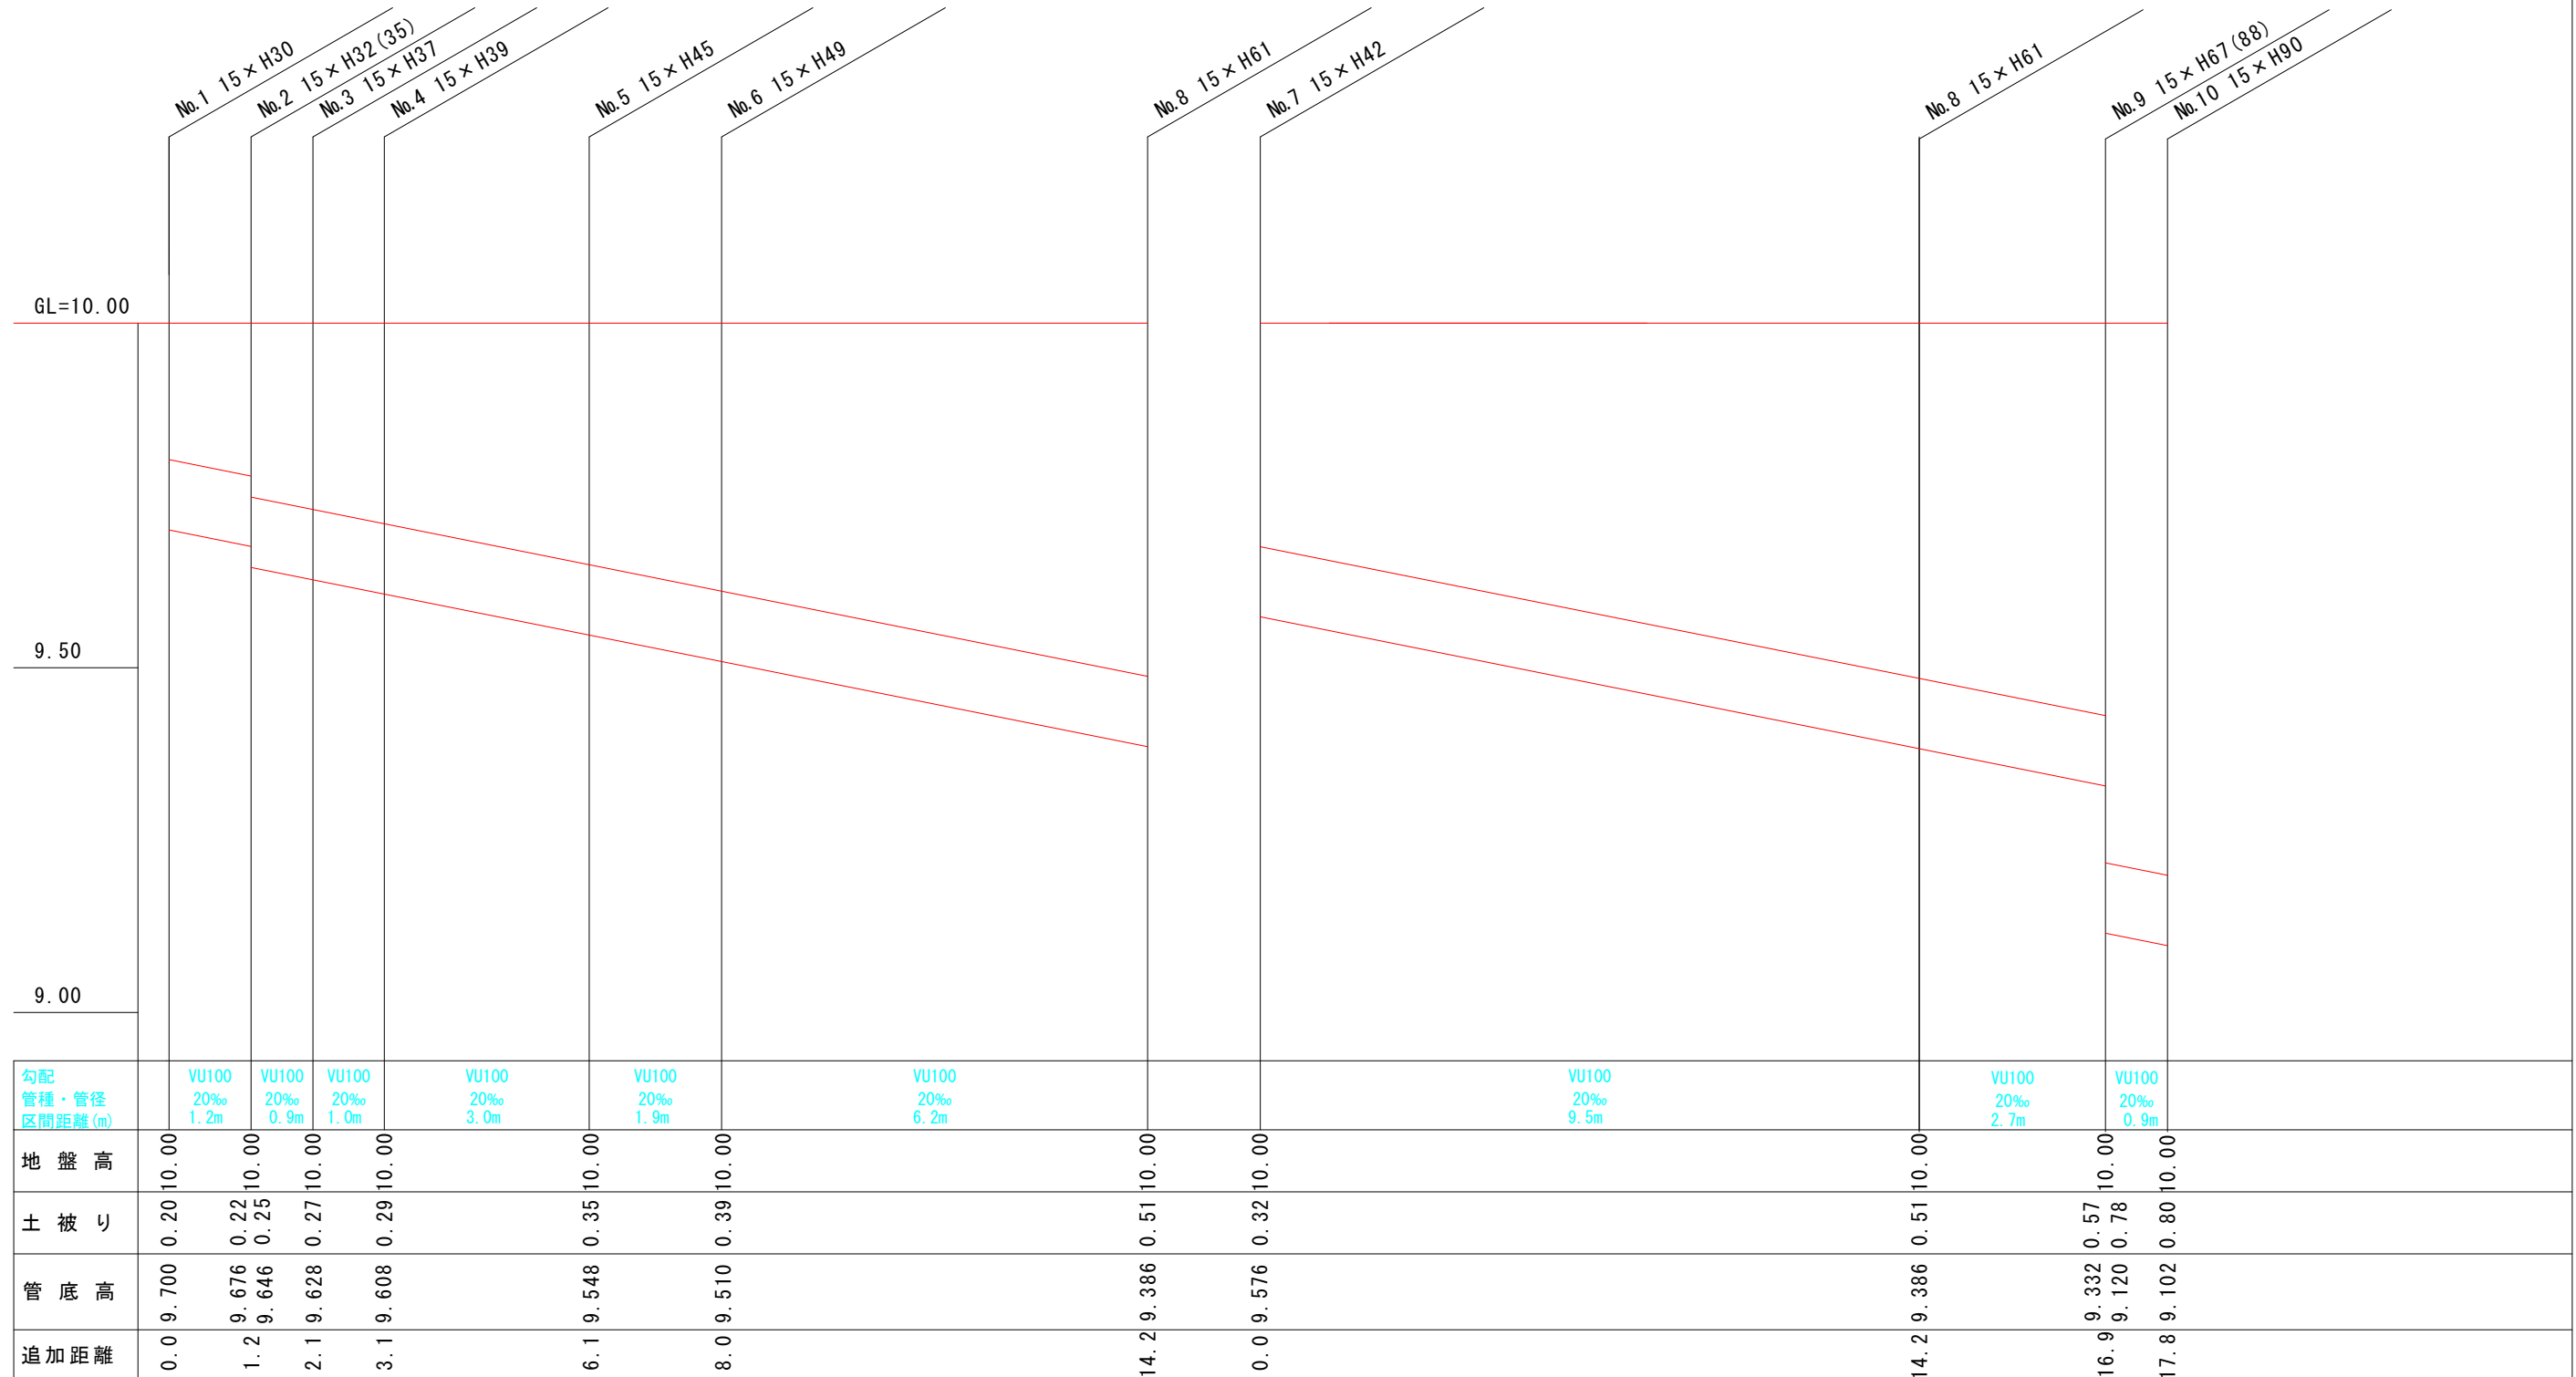 №.1 15×H30
№.2 15×H32(35)
№.3 15×H37
№.4 15×H39
№.5 15×H45
№.6 15×H49
№.8 15×H61
№.7 15×H42
№.8 15×H61
№.9 15×H67(88)
№.10 15×H90
GL=10.00
9.50
9.00
勾配
管種・管径
区間距離(m)
VU100
20‰
1.2m
VU100
20‰
0.9m
VU100
20‰
1.0m
VU100
20‰
3.0m
VU100
20‰
1.9m
VU100
20‰
6.2m
VU100
20‰
9.5m
VU100
20‰
2.7m
VU100
20‰
0.9m
地盤高 10.00 10.00 10.00 10.00 10.00 10.00 10.00 10.00 10.00 10.00 10.00
土被り 0.20 0.22 0.25 0.27 0.29 0.35 0.39 0.51 0.32 0.51 0.57 0.78 0.80
管底高 9.700 9.676 9.646 9.628 9.608 9.548 9.510 9.386 9.576 9.386 9.332 9.120 9.102
追加距離 0.0 1.2 2.1 3.1 6.1 8.0 14.2 0.0 14.2 16.9 17.8